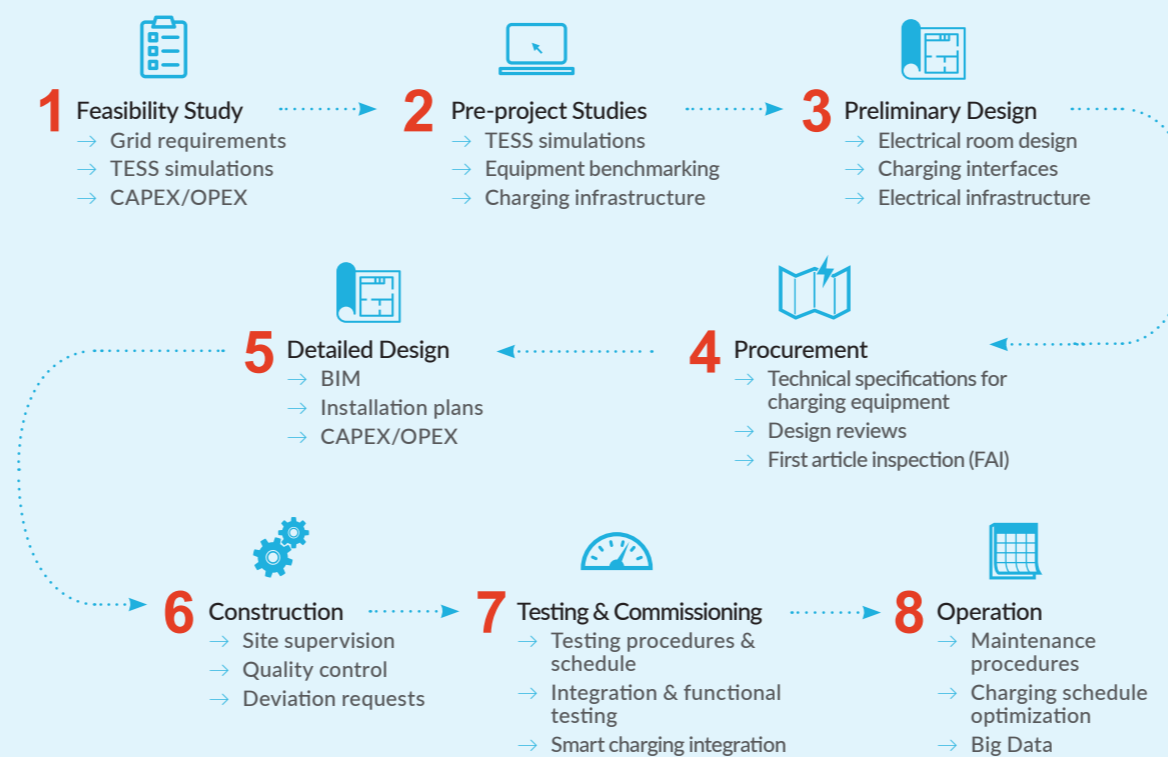 1 Feasibility Study
→ Grid requirements
→ TESS simulations
→ CAPEX/OPEX
2 Pre-project Studies
→ TESS simulations
→ Equipment benchmarking
→ Charging infrastructure
3 Preliminary Design
→ Electrical room design
→ Charging interfaces
→ Electrical infrastructure
4 Procurement
→ Technical specifications for
charging equipment
→ Design reviews
→ First article inspection (FAI)
5 Detailed Design
→ BIM
→ Installation plans
→ CAPEX/OPEX
6 Construction
→ Site supervision
→ Quality control
→ Deviation requests
7 Testing & Commissioning
→ Testing procedures &
schedule
→ Integration & functional
testing
→ Smart charging integration
8 Operation
→ Maintenance
procedures
→ Charging schedule
optimization
→ Big Data